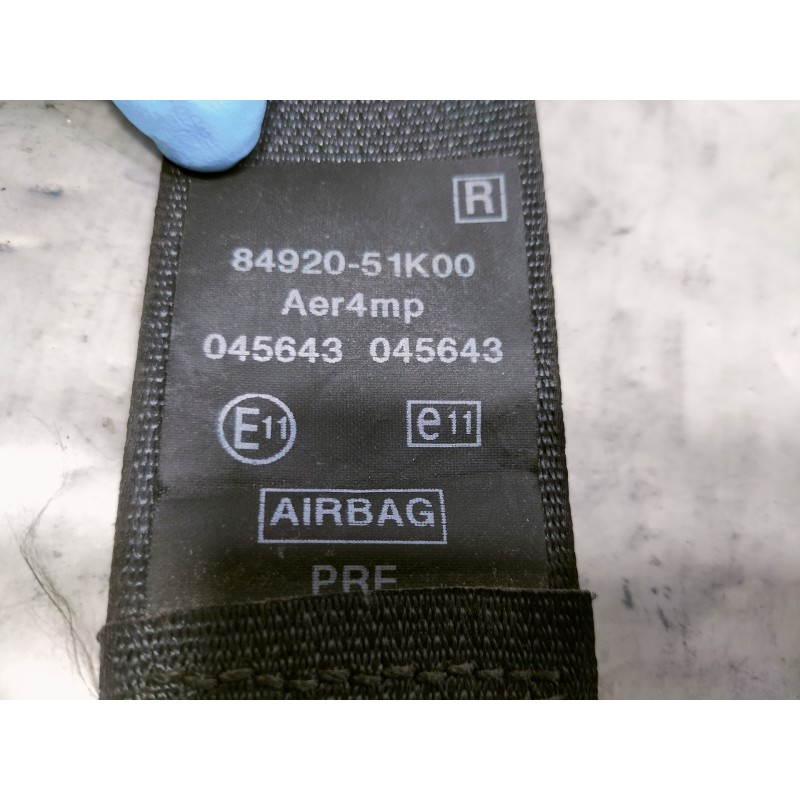 R
84920-51K00
Aer4mp
045643 045643
E11 e11
AIRBAG
PRE